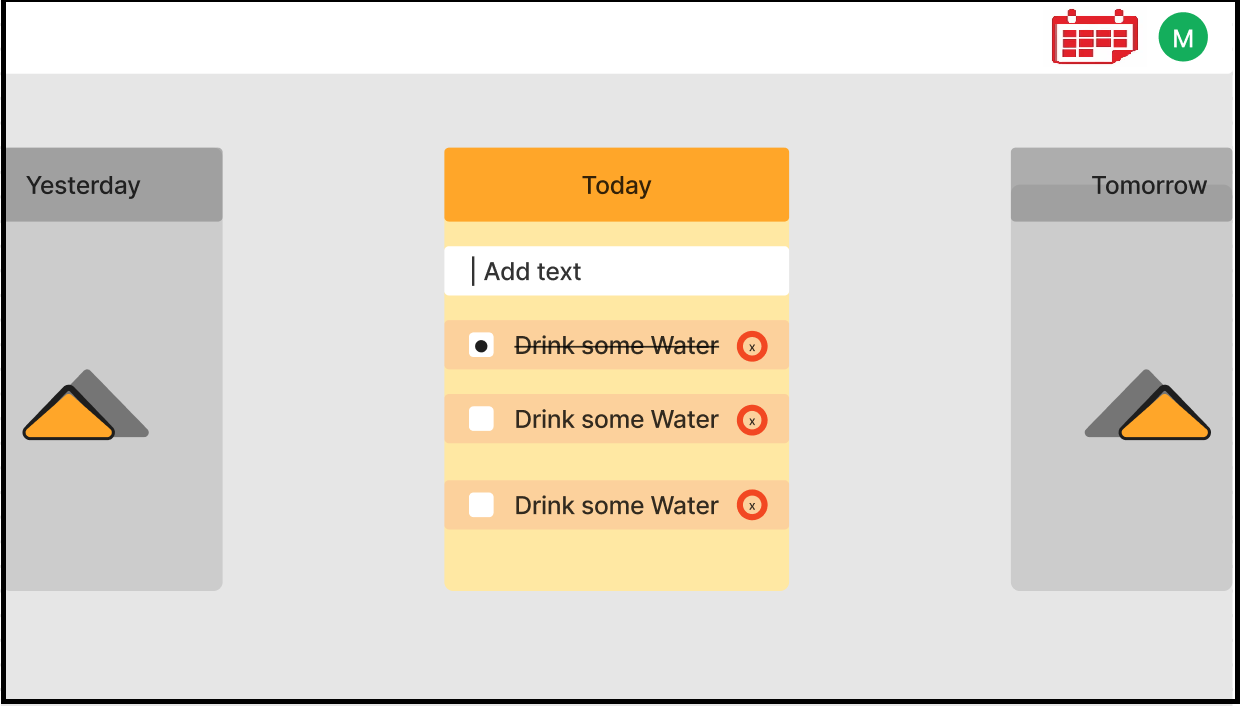 M
Yesterday
Today
Tomorrow
Add text
Drink some Water x
Drink some Water x
Drink some Water x